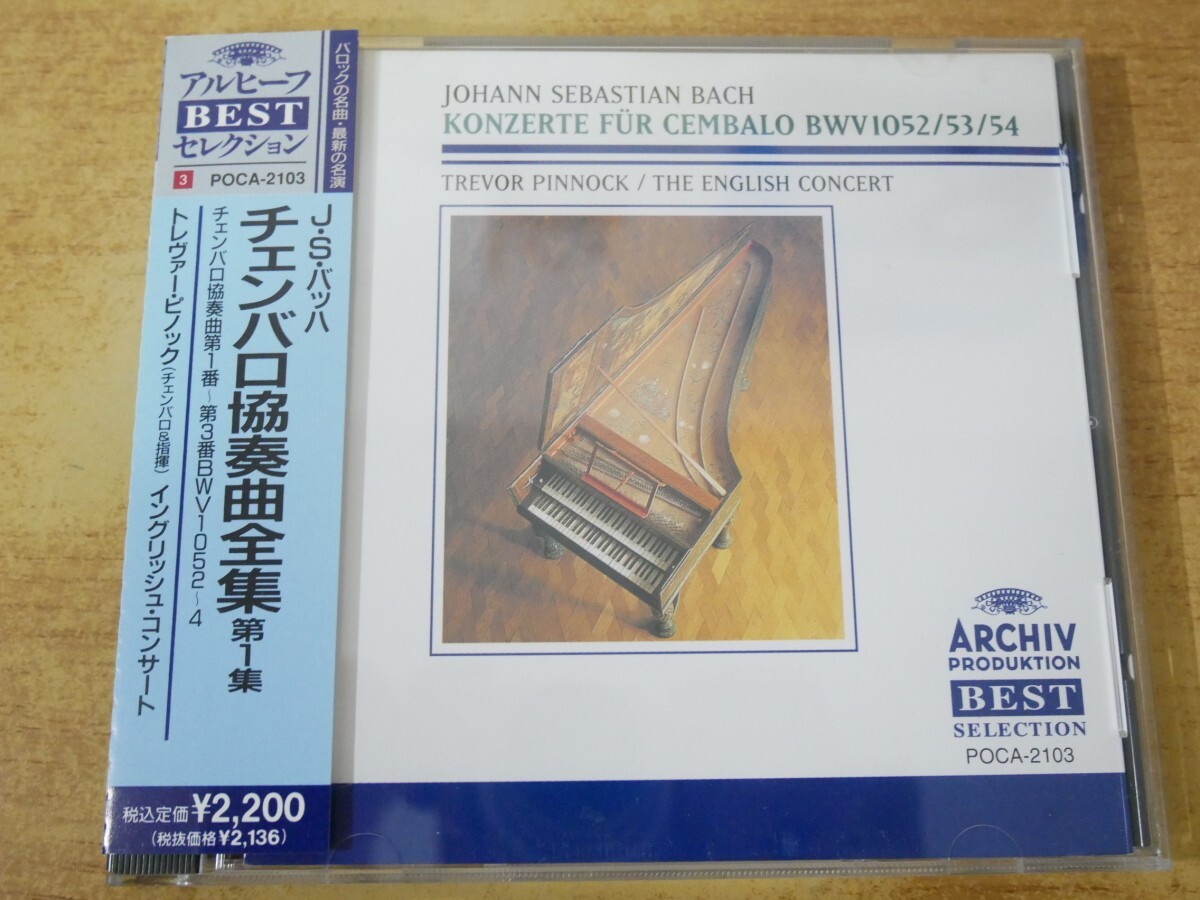 アルヒーフ
BEST
セレクション
3 POCA-2103
バロックの名曲・最新の名演
J・S・バッハ
チェンバロ協奏曲全集 第1集
チェンバロ協奏曲第1番~第3番BWV1052~4
トレヴァー・ピノック(チェンバロ&指揮) イングリッシュ・コンサート
税込定価¥2,200
(税抜価格¥2,136)
JOHANN SEBASTIAN BACH
KONZERTE FÜR CEMBALO BWV1052/53/54
TREVOR PINNOCK / THE ENGLISH CONCERT
ARCHIV
PRODUKTION
BEST
SELECTION
POCA-2103